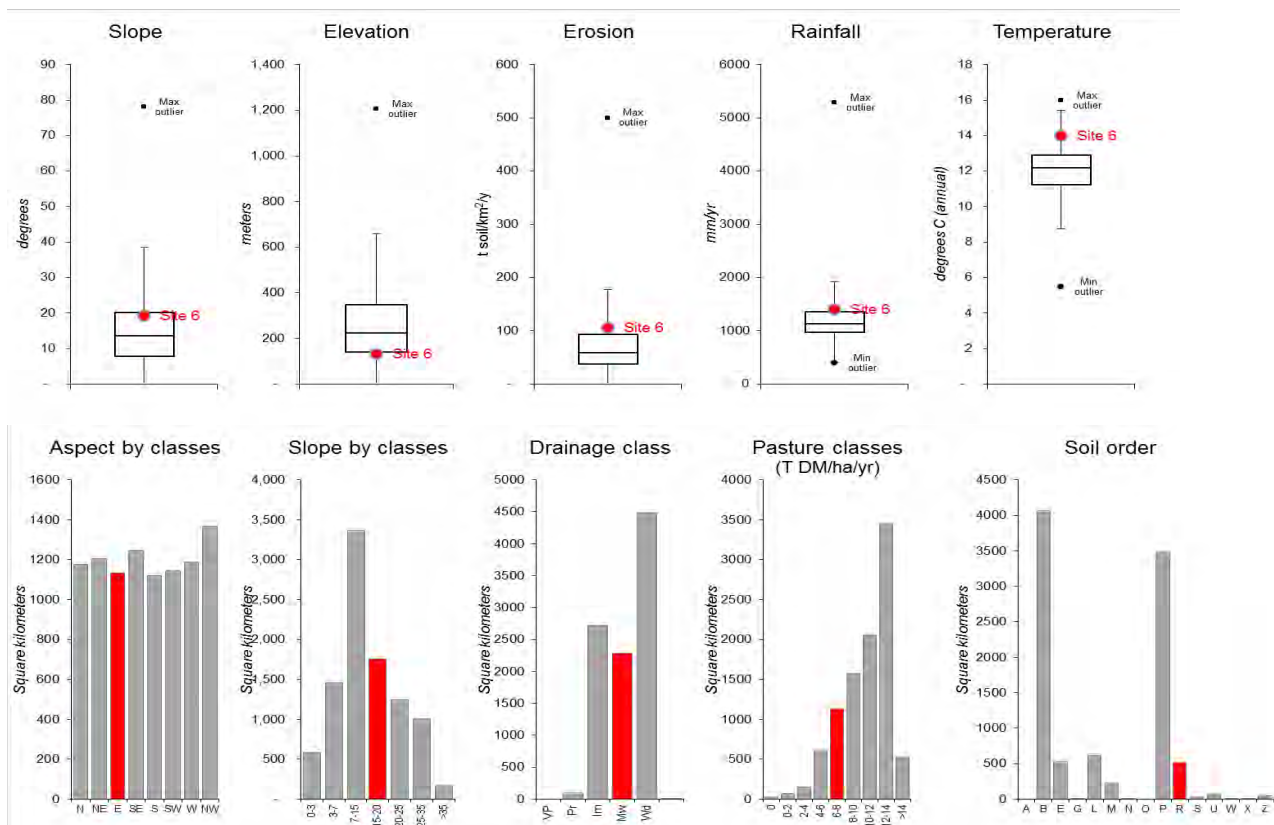 Slope
Elevation
Erosion
Rainfall
Temperature
degrees
90
80
70
60
50
40
30
20
10
-
Max
outlier
Site 6
meters
1,400
1,200
1,000
800
600
400
200
-
Max
outlier
Site 6
t soil/km²/y
600
500
400
300
200
100
-
Max
outlier
Site 6
mm/yr
6000
5000
4000
3000
2000
1000
0
Max
outlier
Site 6
Min
outlier
degrees C (annual)
18
16
14
12
10
8
6
4
2
-
Max
outlier
Site 6
Min
outlier
Aspect by classes
Square kilometers
1600
1400
1200
1000
800
600
400
200
0
N NE E SE S SW W NW
Slope by classes
Square kilometers
4,000
3,500
3,000
2,500
2,000
1,500
1,000
500
-
0-3 3-7 7-15 15-20 20-25 25-35 >35
Drainage class
Square kilometers
5000
4500
4000
3500
3000
2500
2000
1500
1000
500
0
VP Pr Im Mw Wd
Pasture classes
(T DM/ha/yr)
Square kilometers
4000
3500
3000
2500
2000
1500
1000
500
0
0 0-2 2-4 4-6 6-8 8-10 10-12 12-14 >14
Soil order
Square kilometers
4500
4000
3500
3000
2500
2000
1500
1000
500
0
A B E G L M N O P R S U W X Z